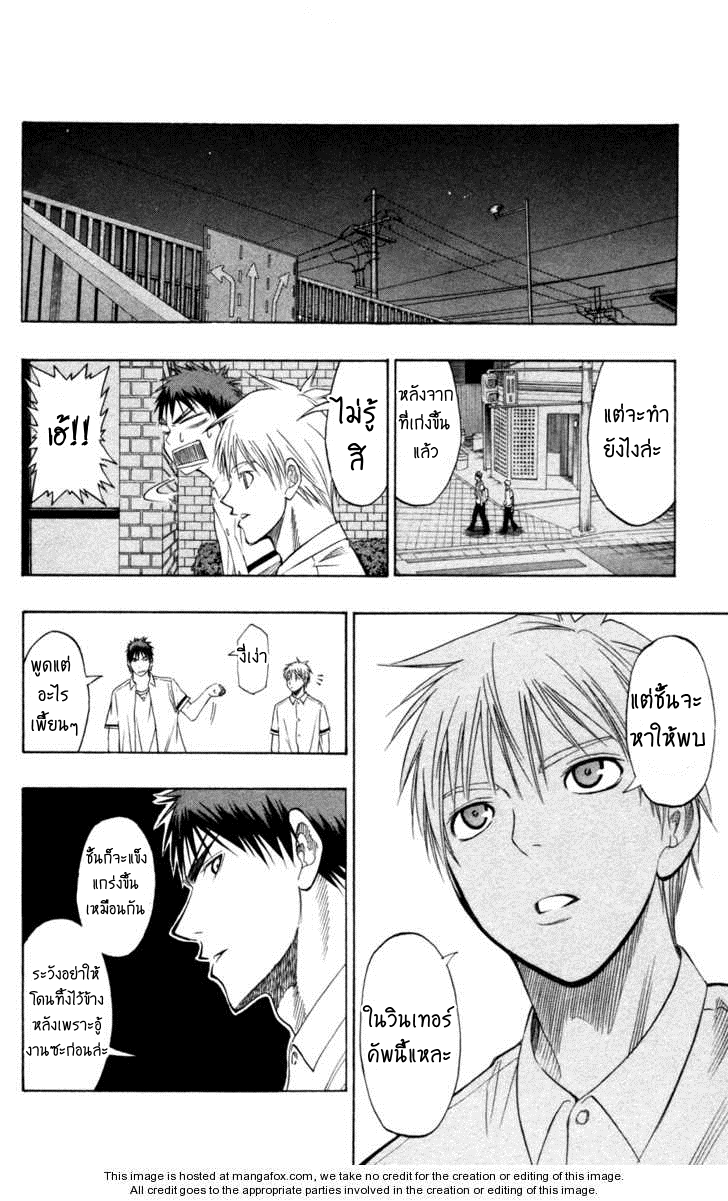 แต่จะทำ
ยังไงล่ะ
หลังจาก
ที่เก่งขึ้น
แล้ว
ไม่รู้
สิ
เฮ้!!
แต่ชั้นจะ
หาให้พบ
ในวินเทอร์
คัพนี้แหละ
งี่เง่า
พูดแต่
อะไร
เพี้ยนๆ
ชั้นก็จะแข็ง
แกร่งขึ้น
เหมือนกัน
ระวังอย่าให้
โดนทิ้งไว้ข้าง
หลังเพราะอู้
งานซะก่อนล่ะ
This image is hosted at mangafox.com, we take no credit for the creation or editing of this image.
All credit goes to the appropriate parties involved in the creation or editing of this image